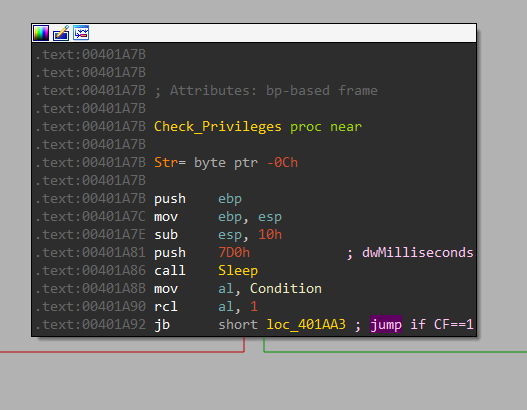 .text:00401A7B
.text:00401A7B
.text:00401A7B ; Attributes: bp-based frame
.text:00401A7B
.text:00401A7B Check_Privileges proc near
.text:00401A7B
.text:00401A7B Str= byte ptr -0Ch
.text:00401A7B
.text:00401A7B push ebp
.text:00401A7C mov ebp, esp
.text:00401A7E sub esp, 10h
.text:00401A81 push 7D0h ; dwMilliseconds
.text:00401A86 call Sleep
.text:00401A8B mov al, Condition
.text:00401A90 rcl al, 1
.text:00401A92 jb short loc_401AA3 ; jump if CF==1